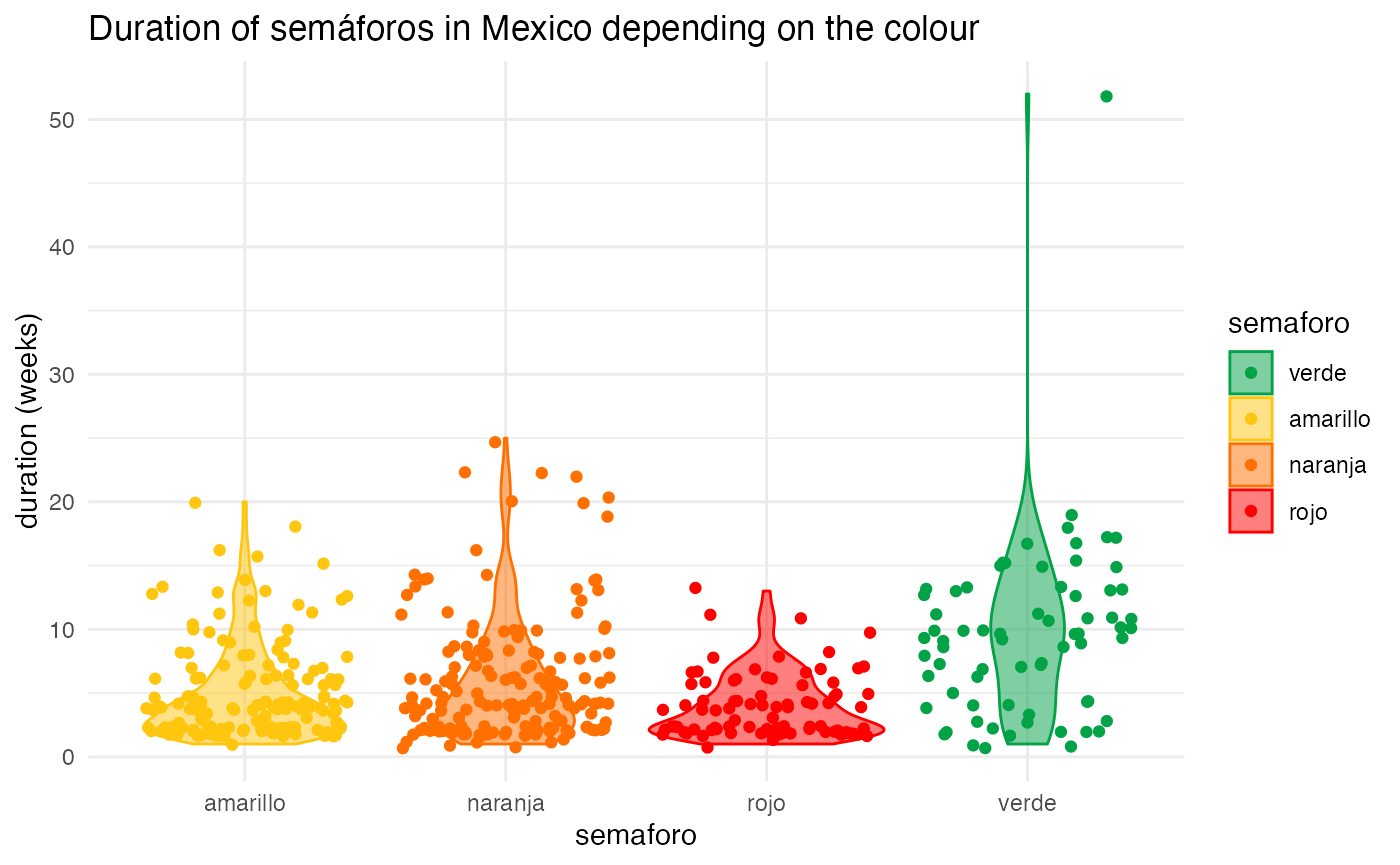 Duration of semáforos in Mexico depending on the colour
duration (weeks)
50
40
30
20
10
0
amarillo
naranja
rojo
verde
semaforo
semaforo
verde
amarillo
naranja
rojo